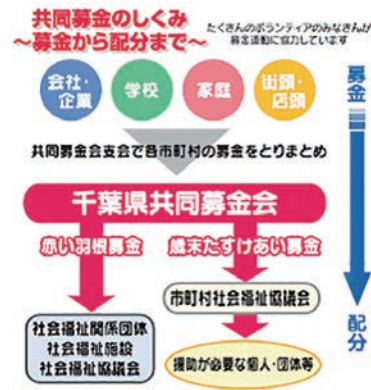 共同募金のしくみ
～募金から配分まで～
たくさんのボランティアのみなさんが
募金活動に協力しています
会社・
企業
学校
家庭
街頭・
店頭
募金
共同募金会支会で各市町村の募金をとりまとめ
千葉県共同募金会
赤い羽根募金
歳末たすけあい募金
市町村社会福祉協議会
社会福祉関係団体
社会福祉施設
社会福祉協議会
援助が必要な個人・団体等
配分